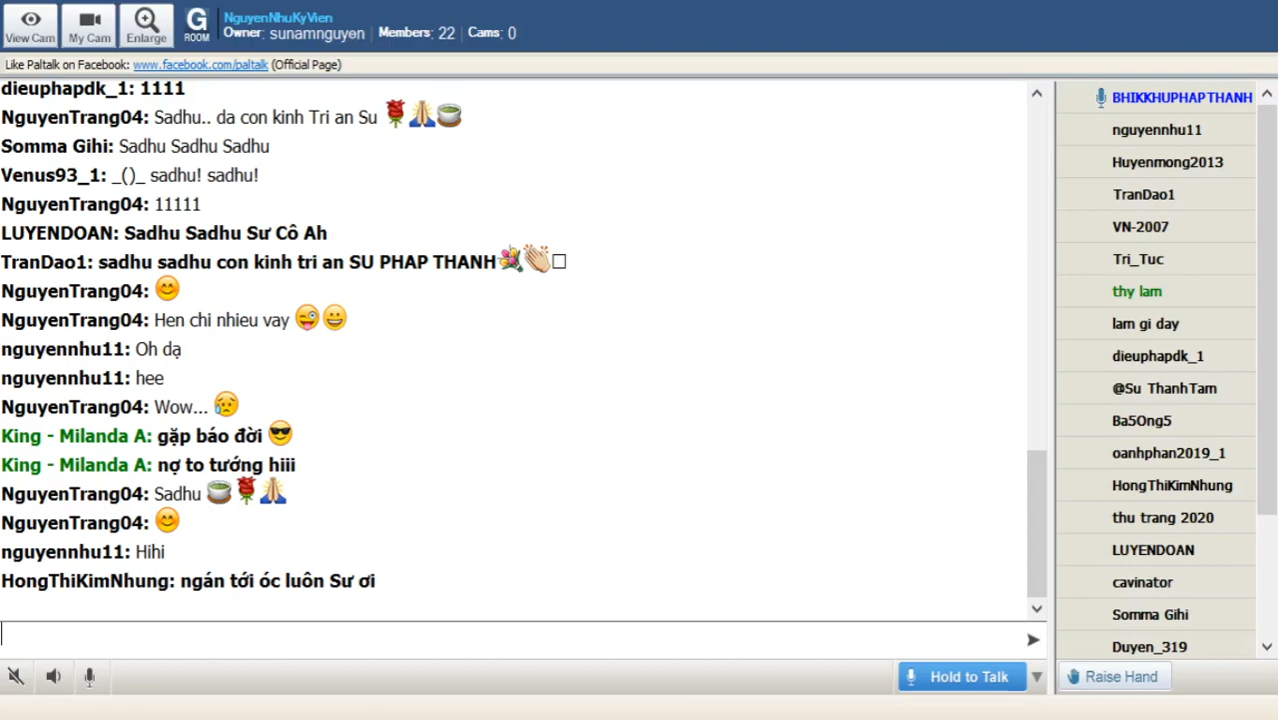 View Cam
My Cam
Enlarge
G
ROOM
NguyenNhuKyVien
Owner: sunamnguyen | Members: 22 | Cams: 0
Like Paltalk on Facebook: www.facebook.com/paltalk (Official Page)
dieuphapdk_1: 1111
NguyenTrang04: Sadhu.. da con kinh Tri an Su 🌹🙏🍵
Somma Gihi: Sadhu Sadhu Sadhu
Venus93_1: _()_ sadhu! sadhu!
NguyenTrang04: 11111
LUYENDOAN: Sadhu Sadhu Sư Cô Ah
TranDao1: sadhu sadhu con kinh tri an SU PHAP THANH💐👏□
NguyenTrang04: 😊
NguyenTrang04: Hen chi nhieu vay 😜😀
nguyennhu11: Oh dạ
nguyennhu11: hee
NguyenTrang04: Wow... 😥
King - Milanda A: gặp báo đời 😎
King - Milanda A: nợ to tướng hiii
NguyenTrang04: Sadhu 🍵🌹🙏
NguyenTrang04: 😊
nguyennhu11: Hihi
HongThiKimNhung: ngán tới óc luôn Sư ơi
Hold to Talk
BHIKKHUPHAPTHANH
nguyennhu11
Huyenmong2013
TranDao1
VN-2007
Tri_Tuc
thy lam
lam gi day
dieuphapdk_1
@Su ThanhTam
Ba5Ong5
oanhphan2019_1
HongThiKimNhung
thu trang 2020
LUYENDOAN
cavinator
Somma Gihi
Duyen_319
Raise Hand